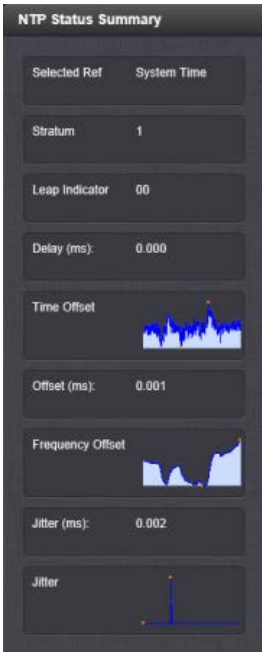 NTP Status Summary
Selected Ref System Time
Stratum 1
Leap Indicator 00
Delay (ms): 0.000
Time Offset
Offset (ms): 0.001
Frequency Offset
Jitter (ms): 0.002
Jitter